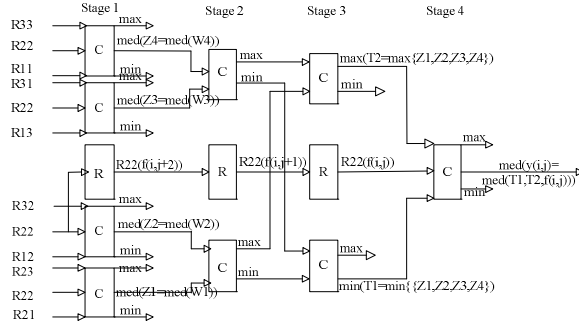 Stage 1 Stage 2 Stage 3 Stage 4
R33 max
R22 C med(Z4=med(W4))
R11 min
R31 max
R22 C med(Z3=med(W3))
R13 min
C max
min
C max(T2=max{Z1,Z2,Z3,Z4})
min
R R22(f(i,j+2)) R R22(f(i,j+1)) R R22(f(i,j))
C max
med(y(i,j)=
med(T1,T2,f(i,j)))
min
R32 max
R22 C med(Z2=med(W2))
R12 min
R23 max
R22 C med(Z1=med(W1))
R21 min
C max
min
C max
min(T1=min{{Z1,Z2,Z3,Z4})